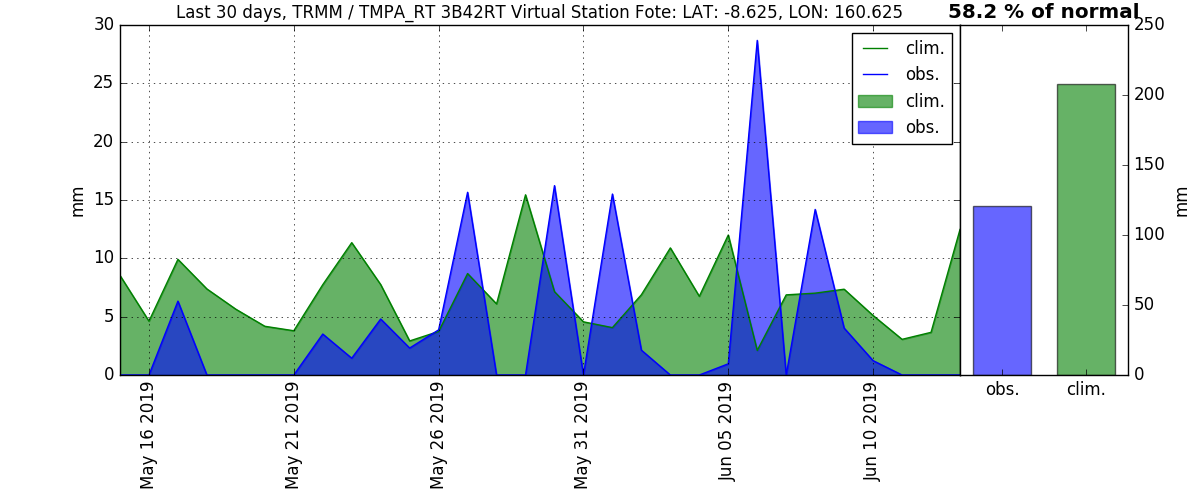 Last 30 days, TRMM / TMPA_RT 3B42RT Virtual Station Fote: LAT: -8.625, LON: 160.625
58.2 % of normal
30
25
20
15
10
5
0
mm
clim.
obs.
clim.
obs.
May 16 2019
May 21 2019
May 26 2019
May 31 2019
Jun 05 2019
Jun 10 2019
250
200
150
100
50
0
mm
obs.
clim.